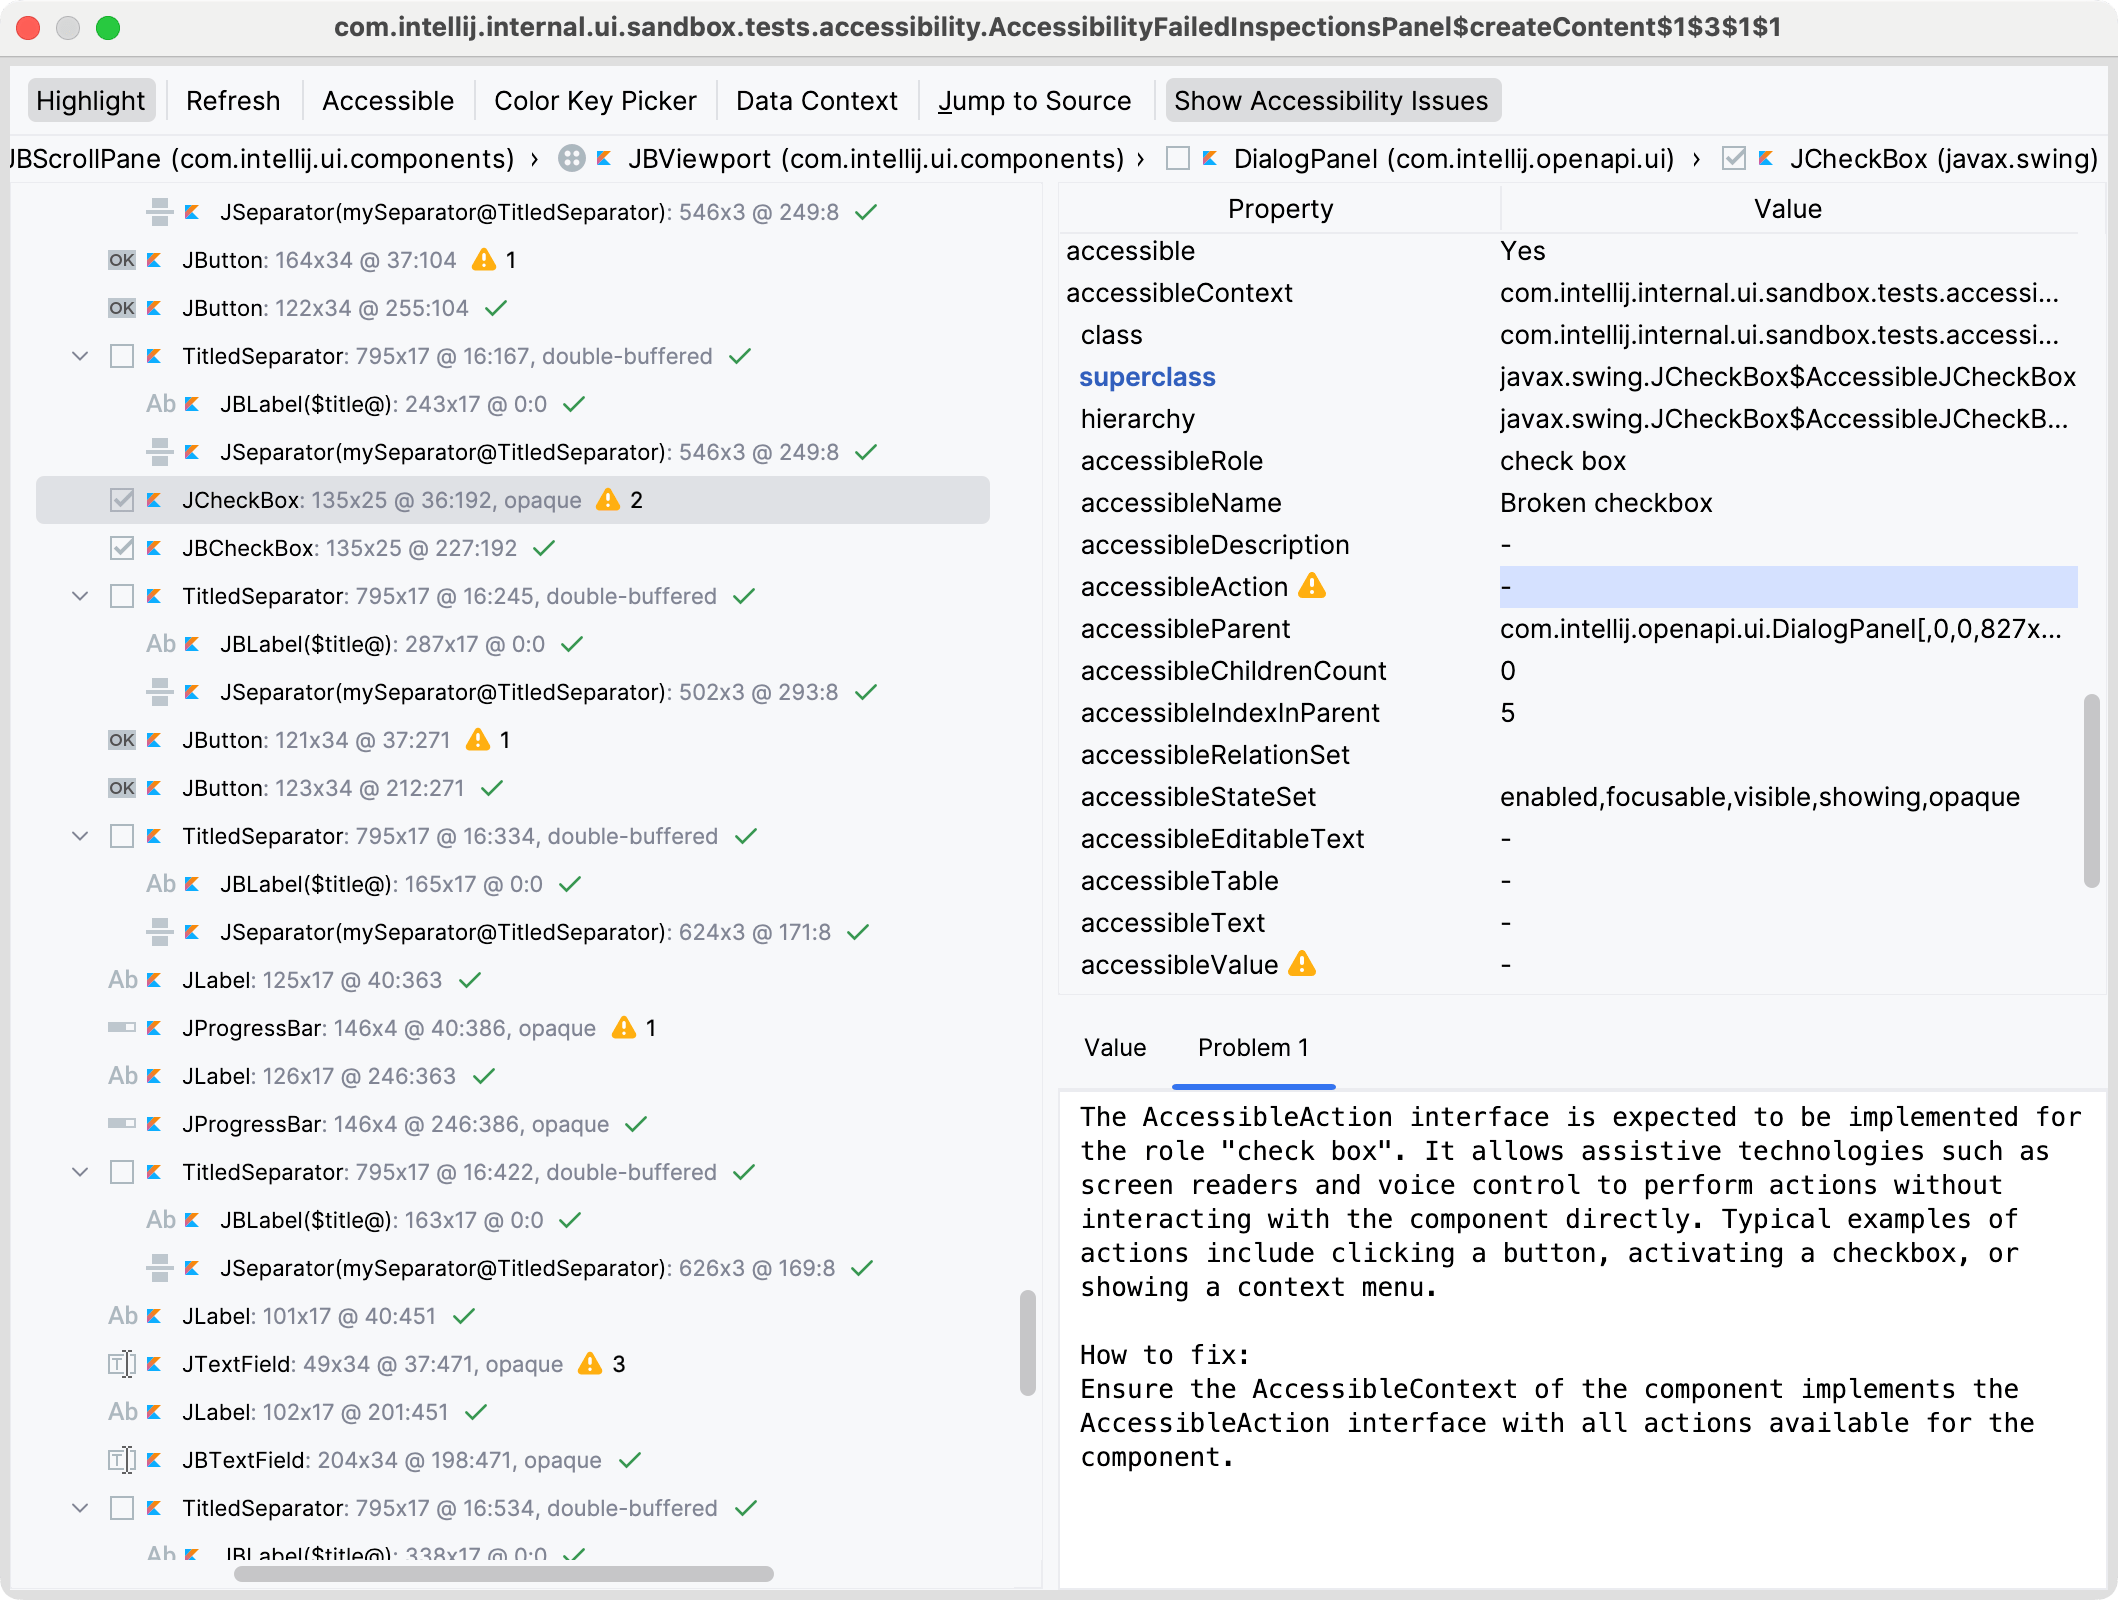 com.intellij.internal.ui.sandbox.tests.accessibility.AccessibilityFailedInspectionsPanel$createContent$1$3$1$1
Highlight Refresh Accessible Color Key Picker Data Context Jump to Source Show Accessibility Issues
JBScrollPane (com.intellij.ui.components) › JBViewport (com.intellij.ui.components) › DialogPanel (com.intellij.openapi.ui) › JCheckBox (javax.swing)
JSeparator(mySeparator@TitledSeparator): 546x3 @ 249:8
OK JButton: 164x34 @ 37:104 1
OK JButton: 122x34 @ 255:104
TitledSeparator: 795x17 @ 16:167, double-buffered
Ab JBLabel($title@): 243x17 @ 0:0
JSeparator(mySeparator@TitledSeparator): 546x3 @ 249:8
JCheckBox: 135x25 @ 36:192, opaque 2
JBCheckBox: 135x25 @ 227:192
TitledSeparator: 795x17 @ 16:245, double-buffered
Ab JBLabel($title@): 287x17 @ 0:0
JSeparator(mySeparator@TitledSeparator): 502x3 @ 293:8
OK JButton: 121x34 @ 37:271 1
OK JButton: 123x34 @ 212:271
TitledSeparator: 795x17 @ 16:334, double-buffered
Ab JBLabel($title@): 165x17 @ 0:0
JSeparator(mySeparator@TitledSeparator): 624x3 @ 171:8
Ab JLabel: 125x17 @ 40:363
JProgressBar: 146x4 @ 40:386, opaque 1
Ab JLabel: 126x17 @ 246:363
JProgressBar: 146x4 @ 246:386, opaque
TitledSeparator: 795x17 @ 16:422, double-buffered
Ab JBLabel($title@): 163x17 @ 0:0
JSeparator(mySeparator@TitledSeparator): 626x3 @ 169:8
Ab JLabel: 101x17 @ 40:451
JTextField: 49x34 @ 37:471, opaque 3
Ab JLabel: 102x17 @ 201:451
JBTextField: 204x34 @ 198:471, opaque
TitledSeparator: 795x17 @ 16:534, double-buffered
Ab JBLabel($title@): 338x17 @ 0:0
Property Value
accessible Yes
accessibleContext com.intellij.internal.ui.sandbox.tests.accessi...
class com.intellij.internal.ui.sandbox.tests.accessi...
superclass javax.swing.JCheckBox$AccessibleJCheckBox
hierarchy javax.swing.JCheckBox$AccessibleJCheckB...
accessibleRole check box
accessibleName Broken checkbox
accessibleDescription -
accessibleAction -
accessibleParent com.intellij.openapi.ui.DialogPanel[,0,0,827x...
accessibleChildrenCount 0
accessibleIndexInParent 5
accessibleRelationSet
accessibleStateSet enabled,focusable,visible,showing,opaque
accessibleEditableText -
accessibleTable -
accessibleText -
accessibleValue -
Value Problem 1
The AccessibleAction interface is expected to be implemented for
the role "check box". It allows assistive technologies such as
screen readers and voice control to perform actions without
interacting with the component directly. Typical examples of
actions include clicking a button, activating a checkbox, or
showing a context menu.
How to fix:
Ensure the AccessibleContext of the component implements the
AccessibleAction interface with all actions available for the
component.